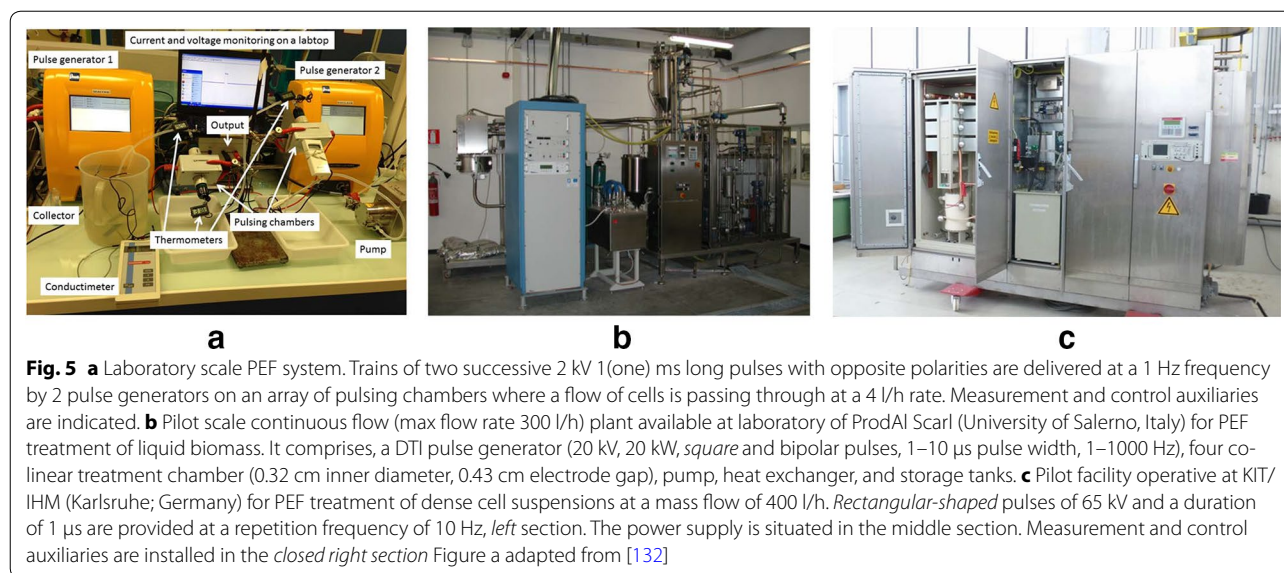 Current and voltage monitoring on a labtop
Pulse generator 1
Pulse generator 2
Output
Collector
Pulsing chambers
Thermometers
Pump
Conductimeter
a
b
c
Fig. 5 a Laboratory scale PEF system. Trains of two successive 2 kV 1(one) ms long pulses with opposite polarities are delivered at a 1 Hz frequency
by 2 pulse generators on an array of pulsing chambers where a flow of cells is passing through at a 4 l/h rate. Measurement and control auxiliaries
are indicated. b Pilot scale continuous flow (max flow rate 300 l/h) plant available at laboratory of ProdAl Scarl (University of Salerno, Italy) for PEF
treatment of liquid biomass. It comprises, a DTI pulse generator (20 kV, 20 kW, square and bipolar pulses, 1–10 µs pulse width, 1–1000 Hz), four co-
linear treatment chamber (0.32 cm inner diameter, 0.43 cm electrode gap), pump, heat exchanger, and storage tanks. c Pilot facility operative at KIT/
IHM (Karlsruhe; Germany) for PEF treatment of dense cell suspensions at a mass flow of 400 l/h. Rectangular-shaped pulses of 65 kV and a duration
of 1 µs are provided at a repetition frequency of 10 Hz, left section. The power supply is situated in the middle section. Measurement and control
auxiliaries are installed in the closed right section Figure a adapted from [132]